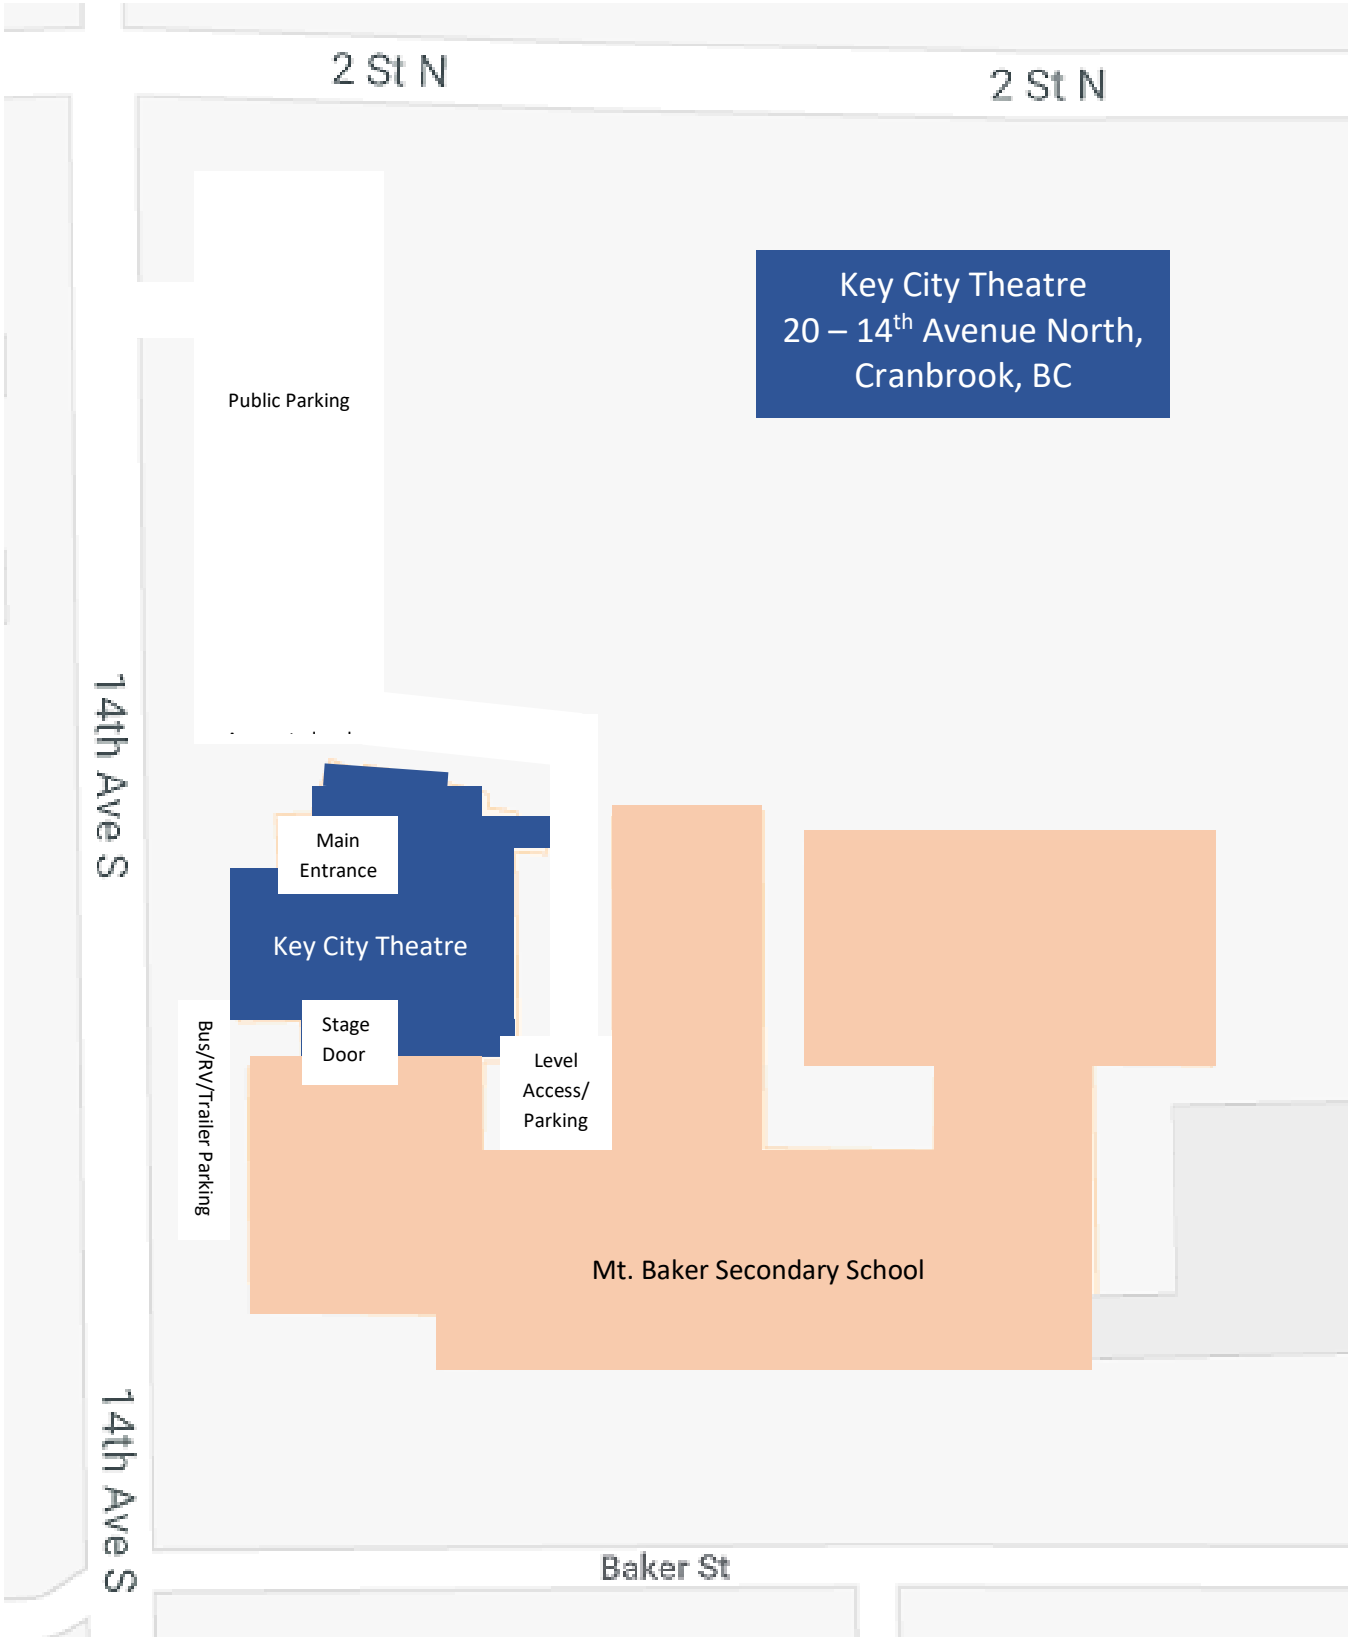 2 St N
2 St N
Key City Theatre
20 – 14th Avenue North,
Cranbrook, BC
Public Parking
14th Ave S
Main
Entrance
Key City Theatre
Stage
Door
Bus/RV/Trailer Parking
Level
Access/
Parking
Mt. Baker Secondary School
14th Ave S
Baker St